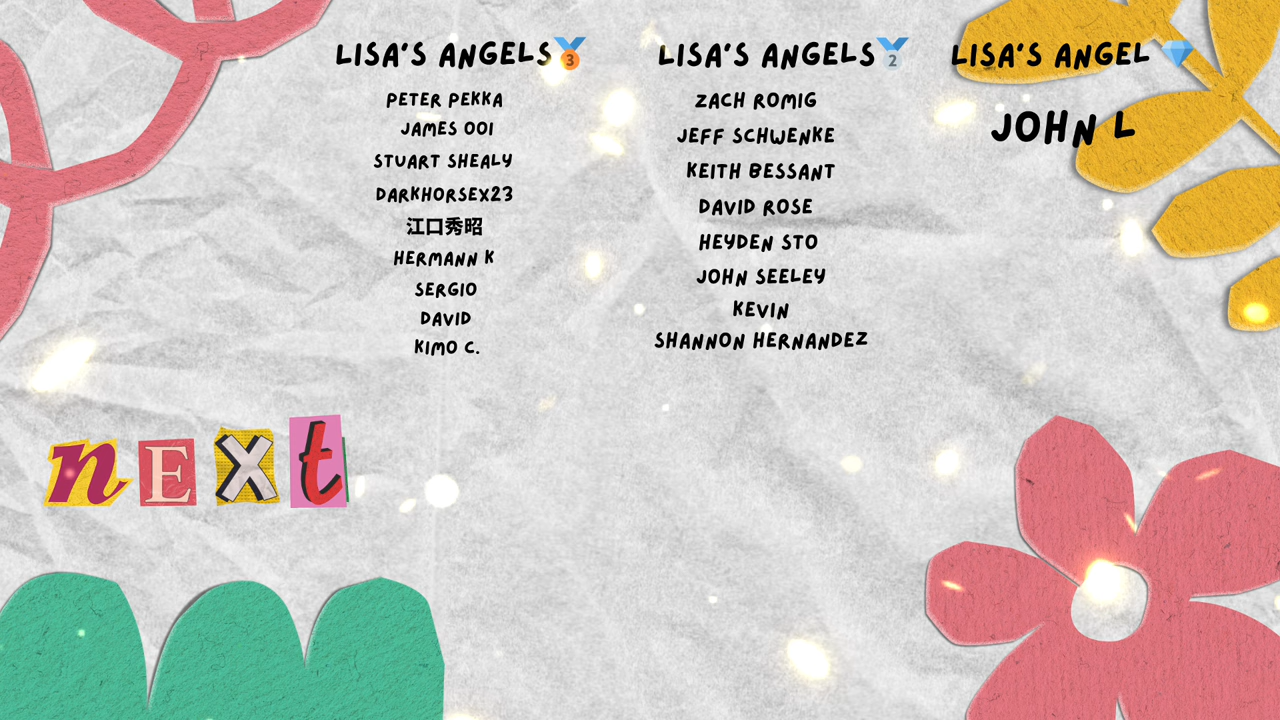 LISA'S ANGELS🥉
PETER PEKKA
JAMES OOI
STUART SHEALY
DARKHORSEX23
江口秀昭
HERMANN K
SERGIO
DAVID
KIMO C.
LISA'S ANGELS🥈
ZACH ROMIG
JEFF SCHWENKE
KEITH BESSANT
DAVID ROSE
HEYDEN STO
JOHN SEELEY
KEVIN
SHANNON HERNANDEZ
LISA'S ANGEL 💎
JOHN L
nExt